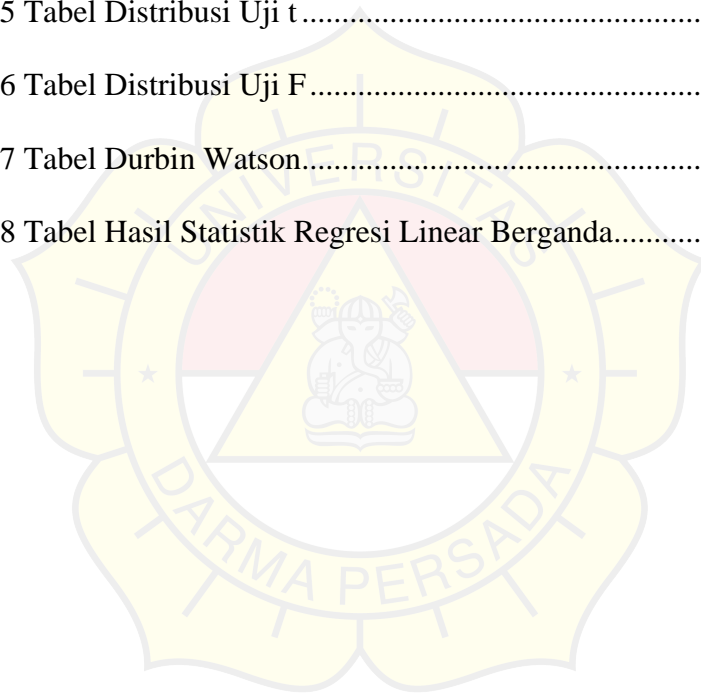 5 Tabel Distribusi Uji t..................................................
6 Tabel Distribusi Uji F.................................................
7 Tabel Durbin Watson..................................................
8 Tabel Hasil Statistik Regresi Linear Berganda...........
UNIVERSITAS
DARMA PERSADA